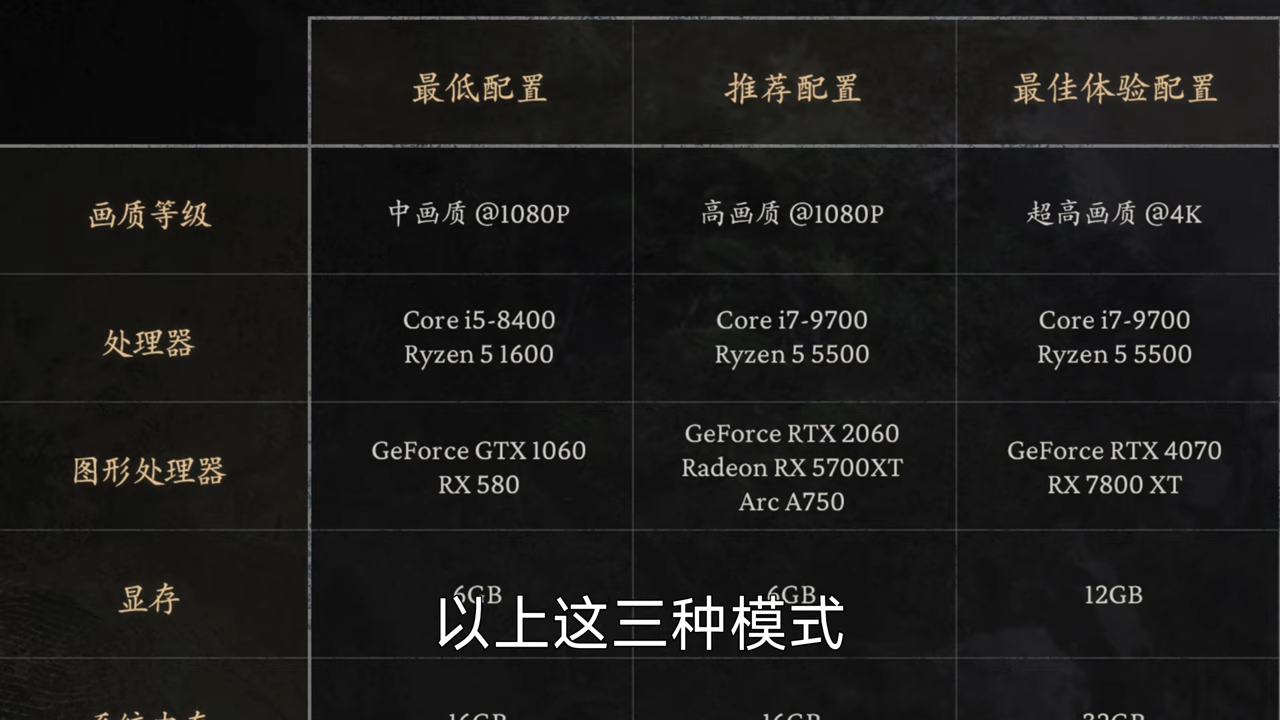 最低配置 推荐配置 最佳体验配置
画质等级 中画质 @1080P 高画质 @1080P 超高画质 @4K
处理器 Core i5-8400 Core i7-9700 Core i7-9700
Ryzen 5 1600 Ryzen 5 5500 Ryzen 5 5500
图形处理器 GeForce GTX 1060 GeForce RTX 2060 GeForce RTX 4070
RX 580 Radeon RX 5700XT RX 7800 XT
Arc A750
显存 6GB 6GB 12GB
以上这三种模式